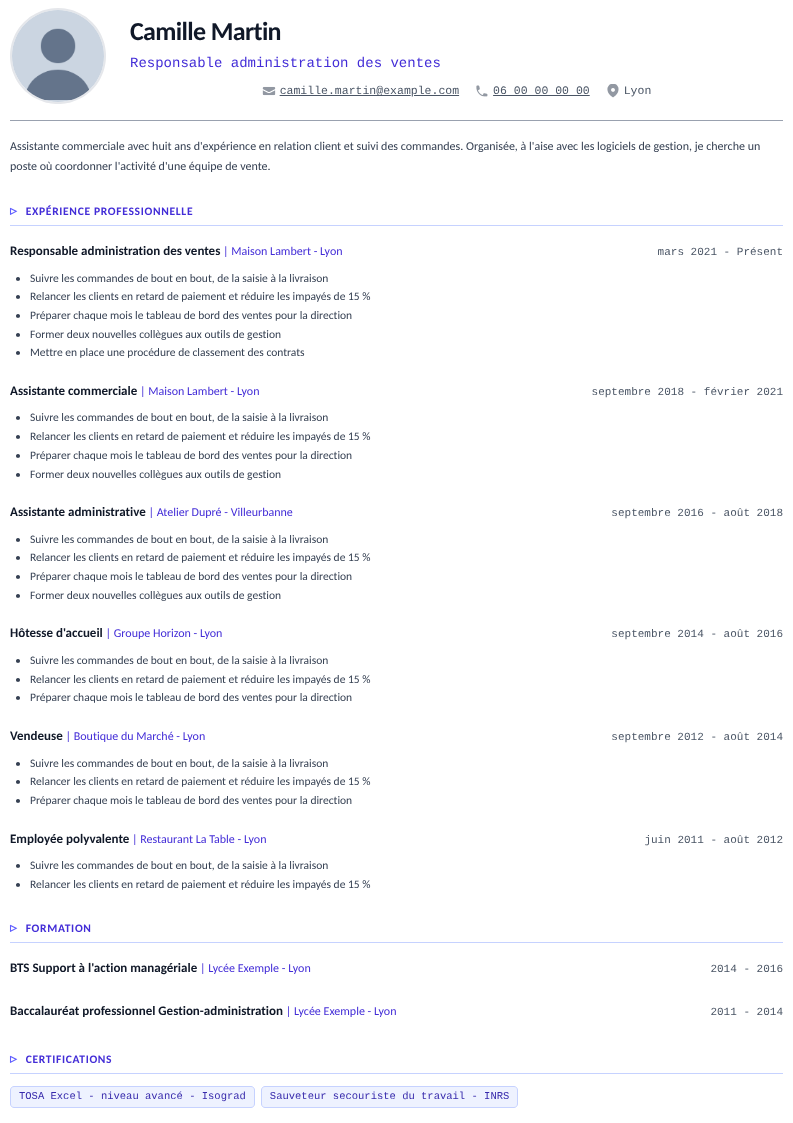 Camille Martin
Responsable administration des ventes
camille.martin@example.com 06 00 00 00 00 Lyon
Assistante commerciale avec huit ans d'expérience en relation client et suivi des commandes. Organisée, à l'aise avec les logiciels de gestion, je cherche un
poste où coordonner l'activité d'une équipe de vente.
EXPÉRIENCE PROFESSIONNELLE
Responsable administration des ventes | Maison Lambert - Lyon mars 2021 - Présent
• Suivre les commandes de bout en bout, de la saisie à la livraison
• Relancer les clients en retard de paiement et réduire les impayés de 15 %
• Préparer chaque mois le tableau de bord des ventes pour la direction
• Former deux nouvelles collègues aux outils de gestion
• Mettre en place une procédure de classement des contrats
Assistante commerciale | Maison Lambert - Lyon septembre 2018 - février 2021
• Suivre les commandes de bout en bout, de la saisie à la livraison
• Relancer les clients en retard de paiement et réduire les impayés de 15 %
• Préparer chaque mois le tableau de bord des ventes pour la direction
• Former deux nouvelles collègues aux outils de gestion
Assistante administrative | Atelier Dupré - Villeurbanne septembre 2016 - août 2018
• Suivre les commandes de bout en bout, de la saisie à la livraison
• Relancer les clients en retard de paiement et réduire les impayés de 15 %
• Préparer chaque mois le tableau de bord des ventes pour la direction
• Former deux nouvelles collègues aux outils de gestion
Hôtesse d'accueil | Groupe Horizon - Lyon septembre 2014 - août 2016
• Suivre les commandes de bout en bout, de la saisie à la livraison
• Relancer les clients en retard de paiement et réduire les impayés de 15 %
• Préparer chaque mois le tableau de bord des ventes pour la direction
Vendeuse | Boutique du Marché - Lyon septembre 2012 - août 2014
• Suivre les commandes de bout en bout, de la saisie à la livraison
• Relancer les clients en retard de paiement et réduire les impayés de 15 %
• Préparer chaque mois le tableau de bord des ventes pour la direction
Employée polyvalente | Restaurant La Table - Lyon juin 2011 - août 2012
• Suivre les commandes de bout en bout, de la saisie à la livraison
• Relancer les clients en retard de paiement et réduire les impayés de 15 %
FORMATION
BTS Support à l'action managériale | Lycée Exemple - Lyon 2014 - 2016
Baccalauréat professionnel Gestion-administration | Lycée Exemple - Lyon 2011 - 2014
CERTIFICATIONS
TOSA Excel - niveau avancé - Isograd Sauveteur secouriste du travail - INRS